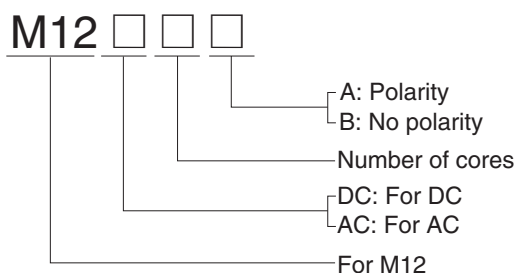 M12 □ □ □
A: Polarity
B: No polarity
Number of cores
DC: For DC
AC: For AC
For M12